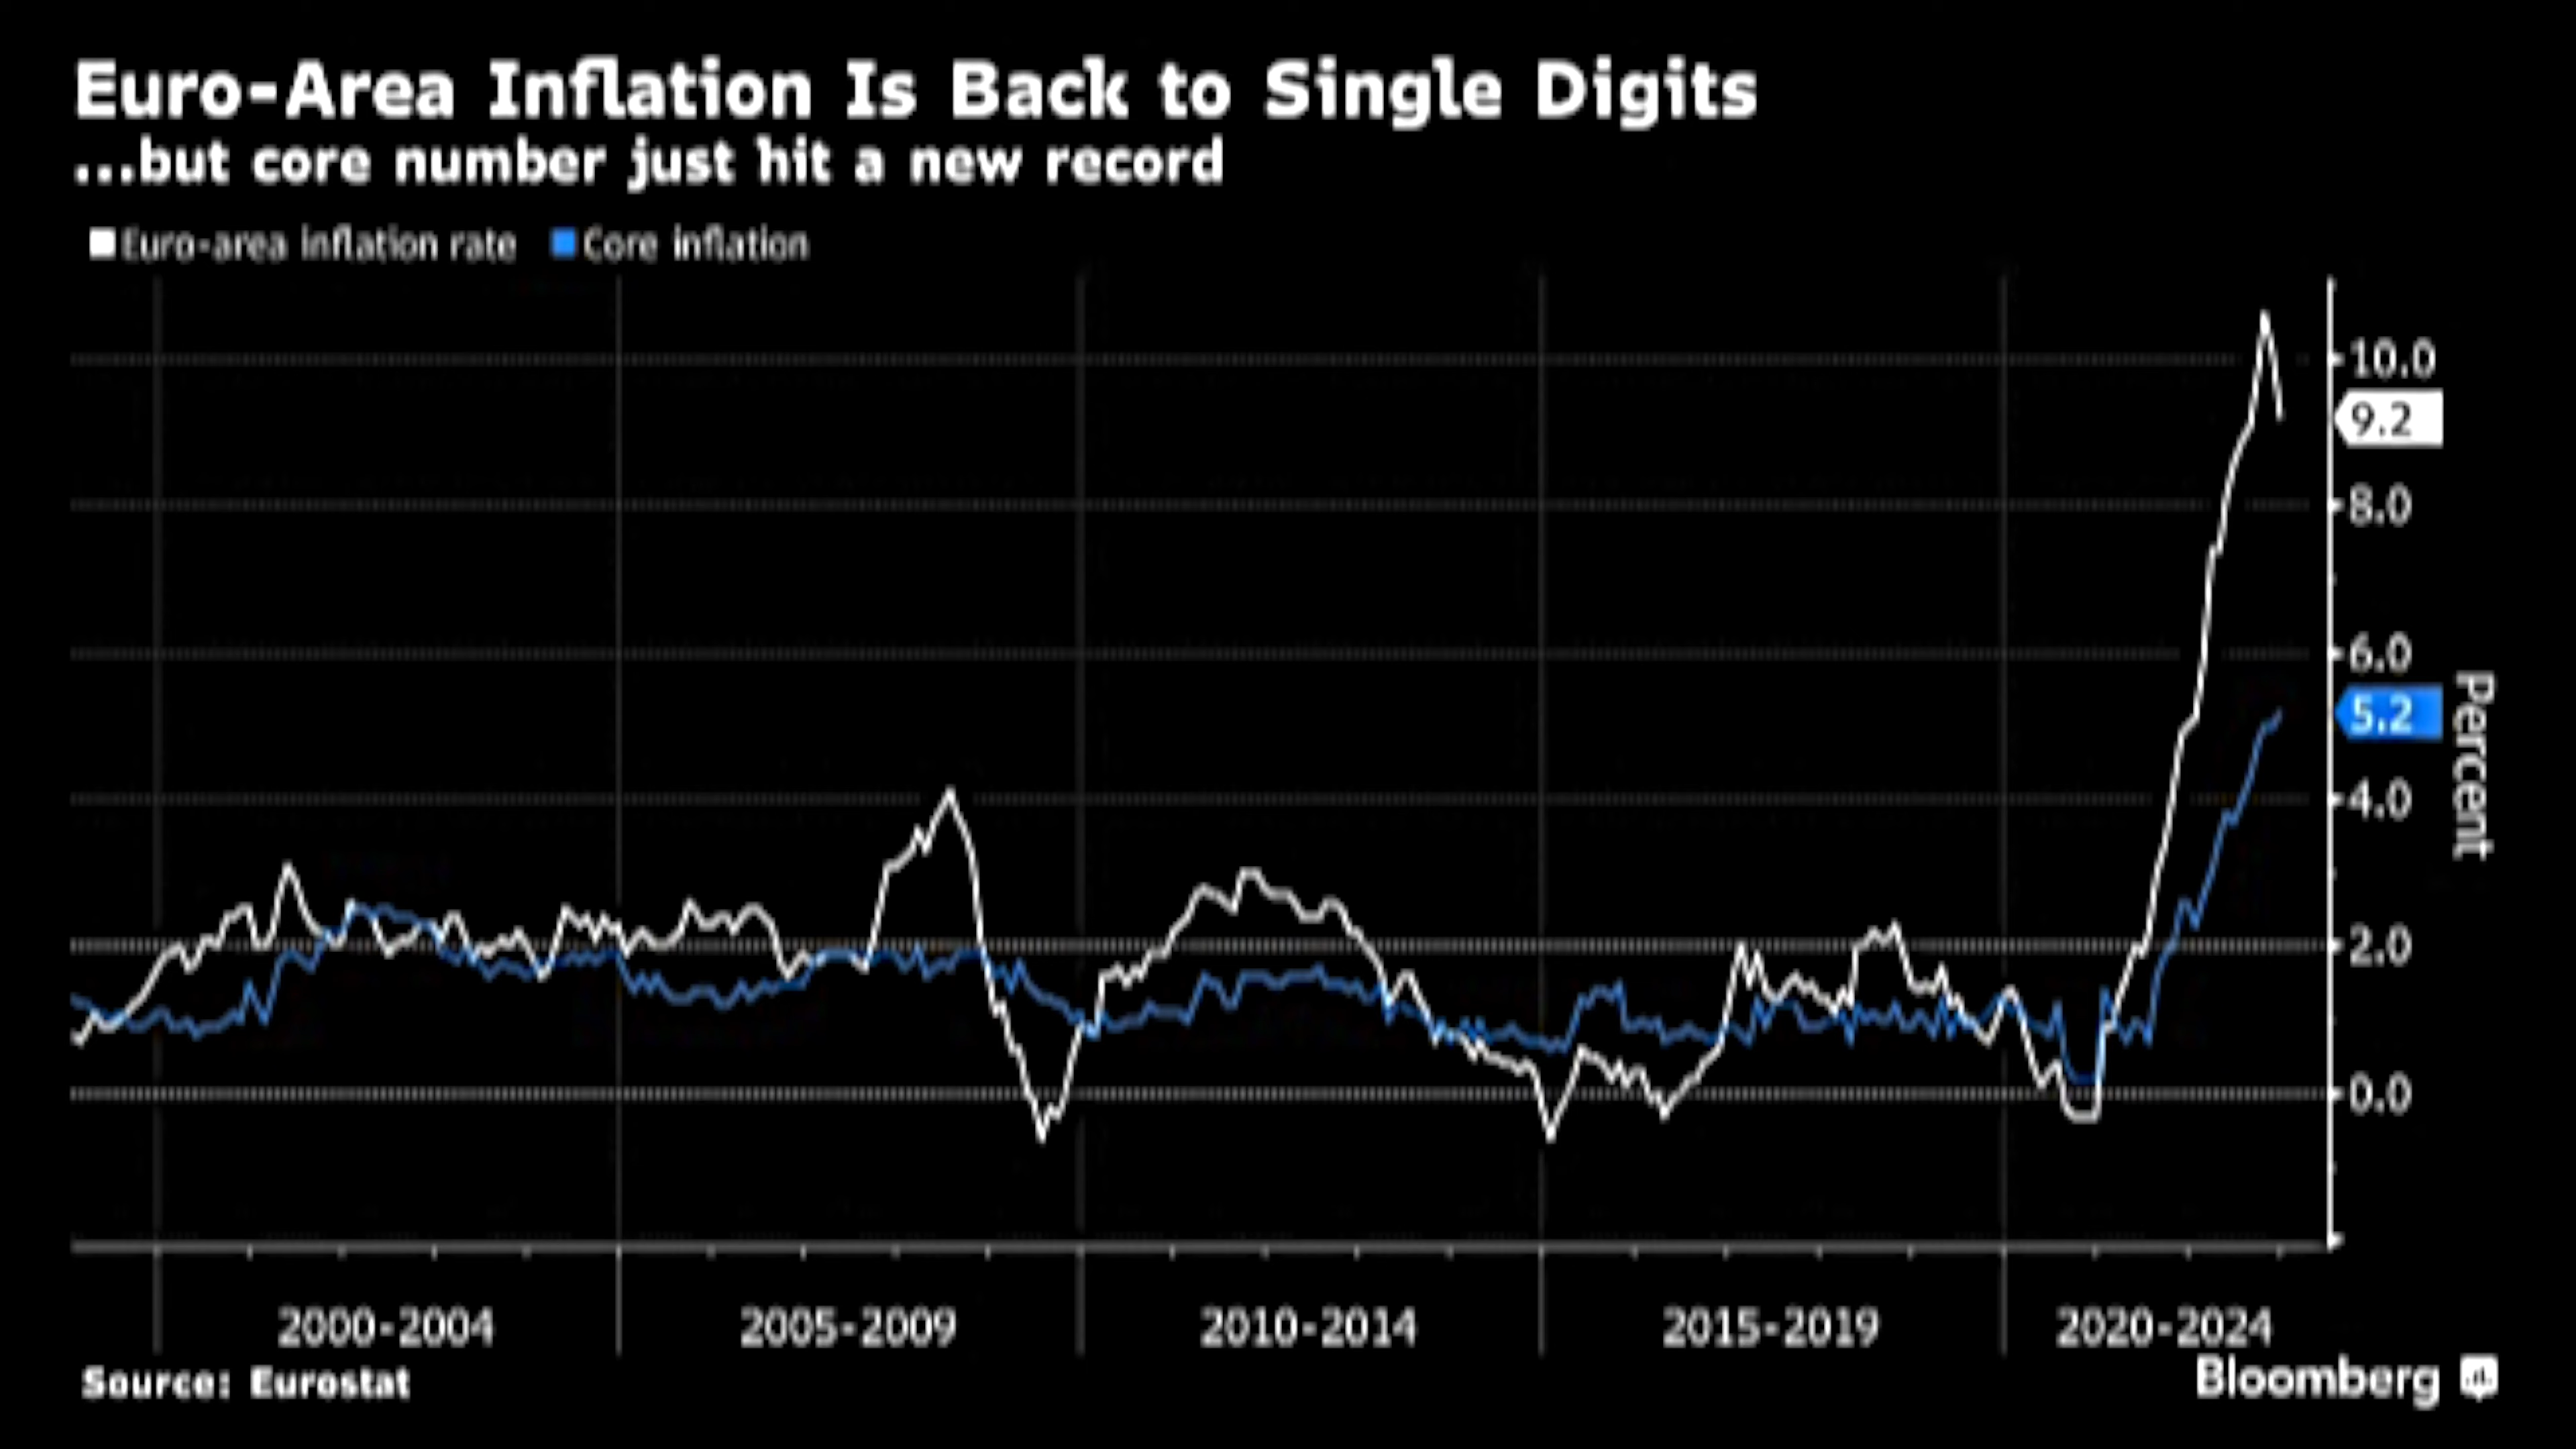 Euro-Area Inflation Is Back to Single Digits
...but core number just hit a new record
Euro-area inflation rate Core inflation
10.0
9.2
8.0
6.0
5.2
4.0
2.0
0.0
Percent
2000-2004 2005-2009 2010-2014 2015-2019 2020-2024
Source: Eurostat
Bloomberg